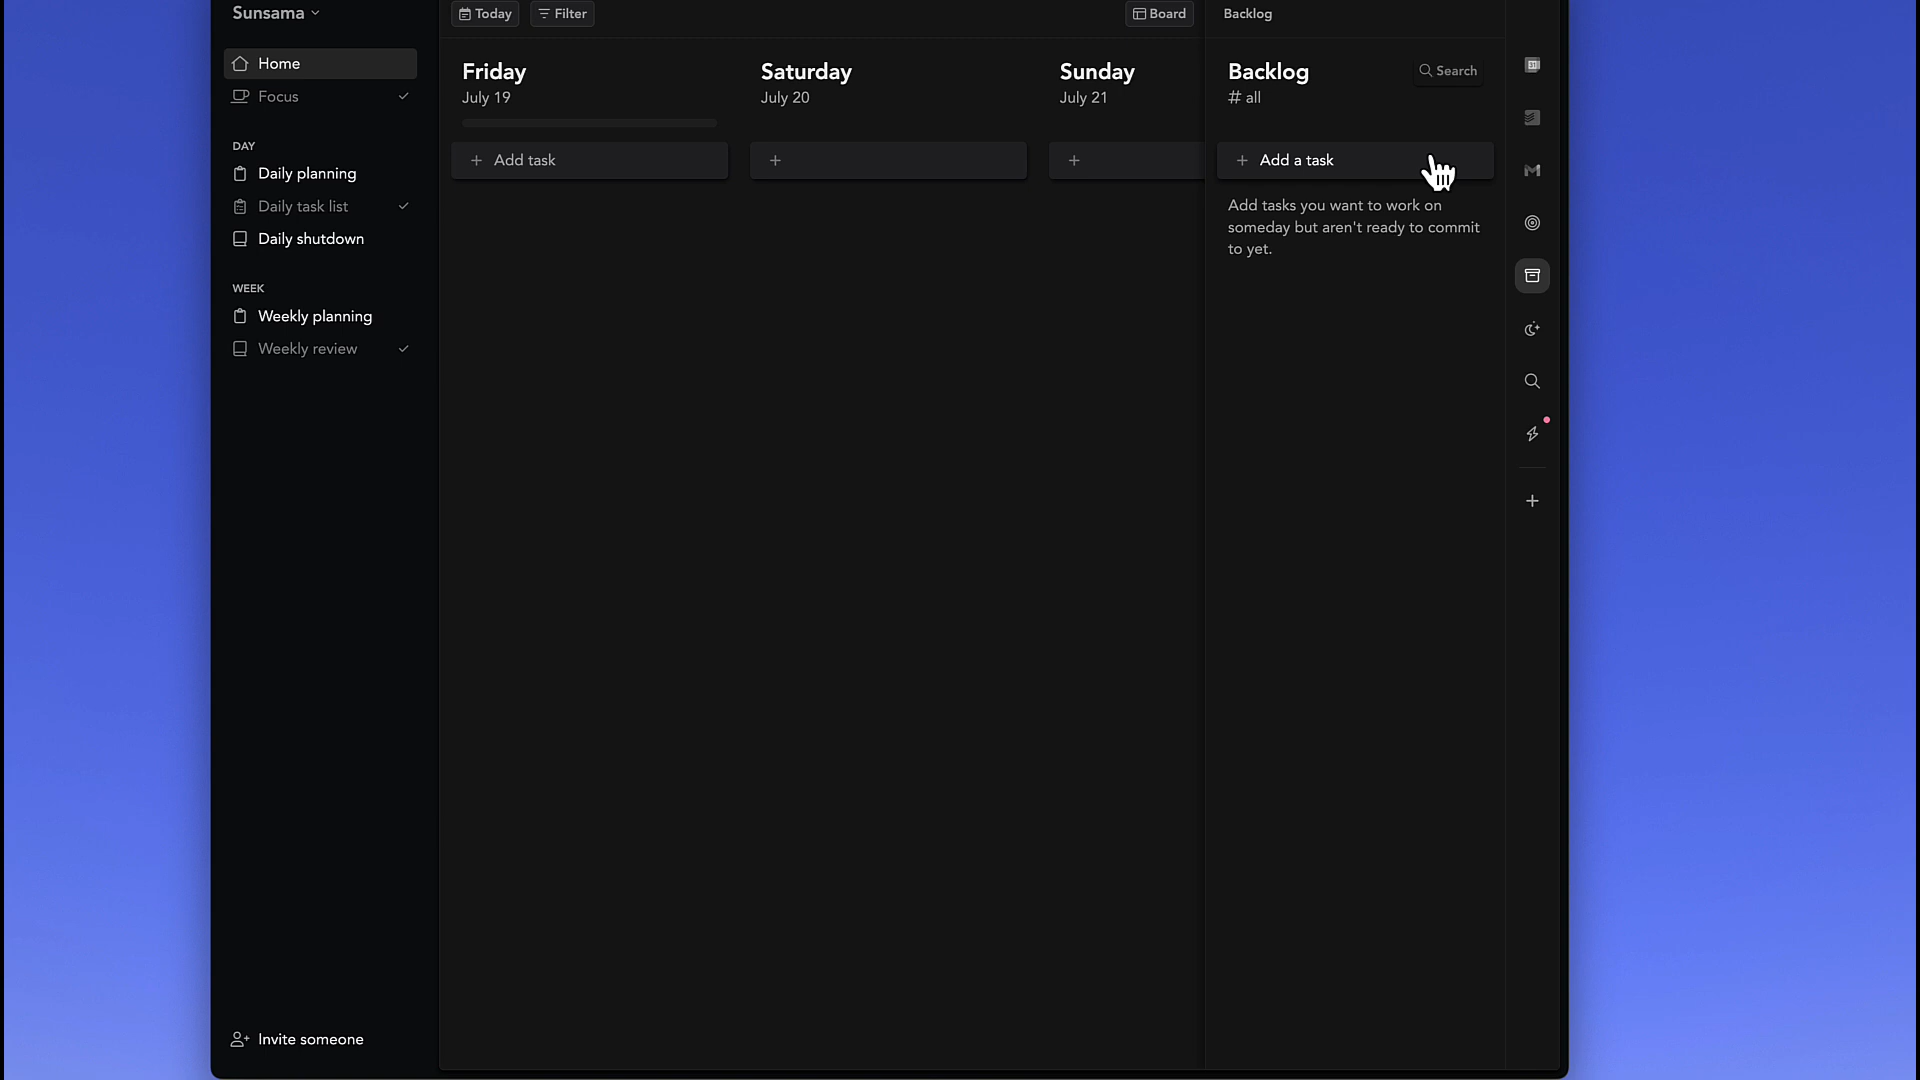 Sunsama
Home
Focus
DAY
Daily planning
Daily task list
Daily shutdown
WEEK
Weekly planning
Weekly review
Invite someone
Today
Filter
Board
Friday
July 19
Add task
Saturday
July 20
Sunday
July 21
Backlog
Backlog
Search
# all
Add a task
Add tasks you want to work on
someday but aren't ready to commit
to yet.
31